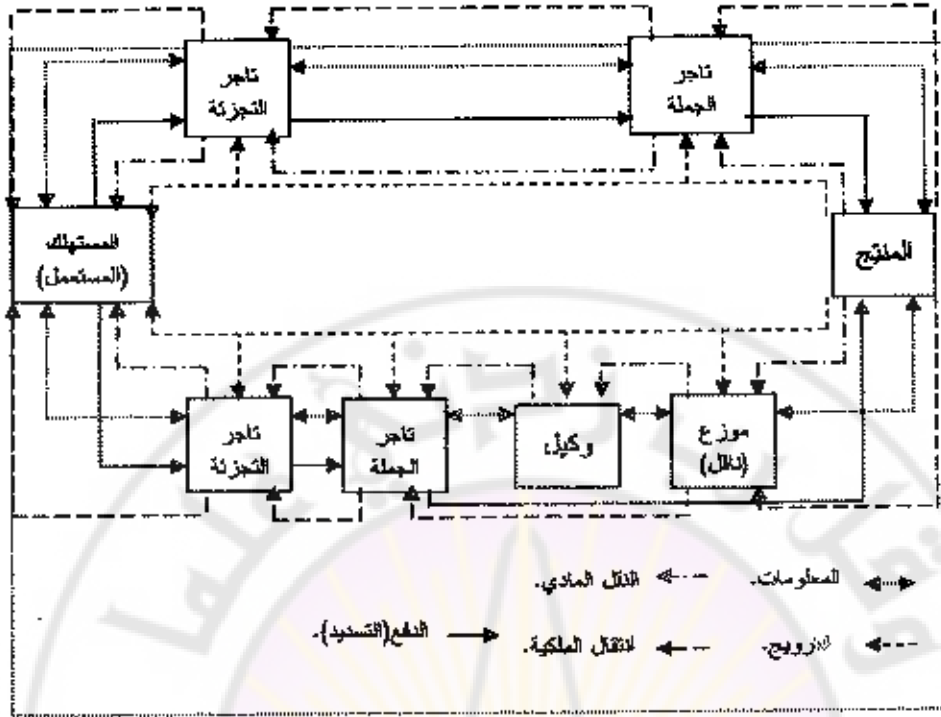 تاجر
الجملة
تاجر
التجزئة
المنتج
المستهلك
(المستعمل)
موزع
(ناقل)
وكيل
تاجر
الجملة
تاجر
التجزئة
المعلومات.
النقل المادي.
الدفع(التسديد).
الترويج.
انتقال الملكية.